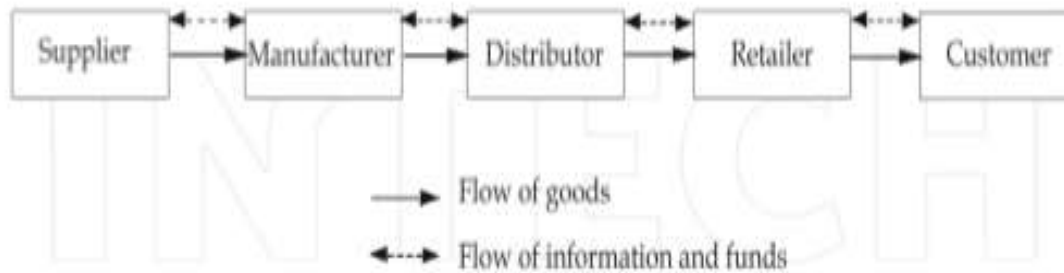 Supplier
Manufacturer
Distributor
Retailer
Customer
Flow of goods
Flow of information and funds
INTECH